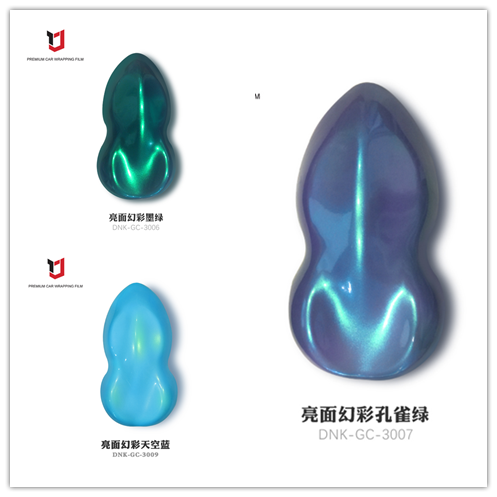 PREMIUM CAR WRAPPING FILM
亮面幻彩墨绿
DNK-GC-3006
PREMIUM CAR WRAPPING FILM
亮面幻彩天空蓝
DNK-GC-3009
M
亮面幻彩孔雀绿
DNK-GC-3007